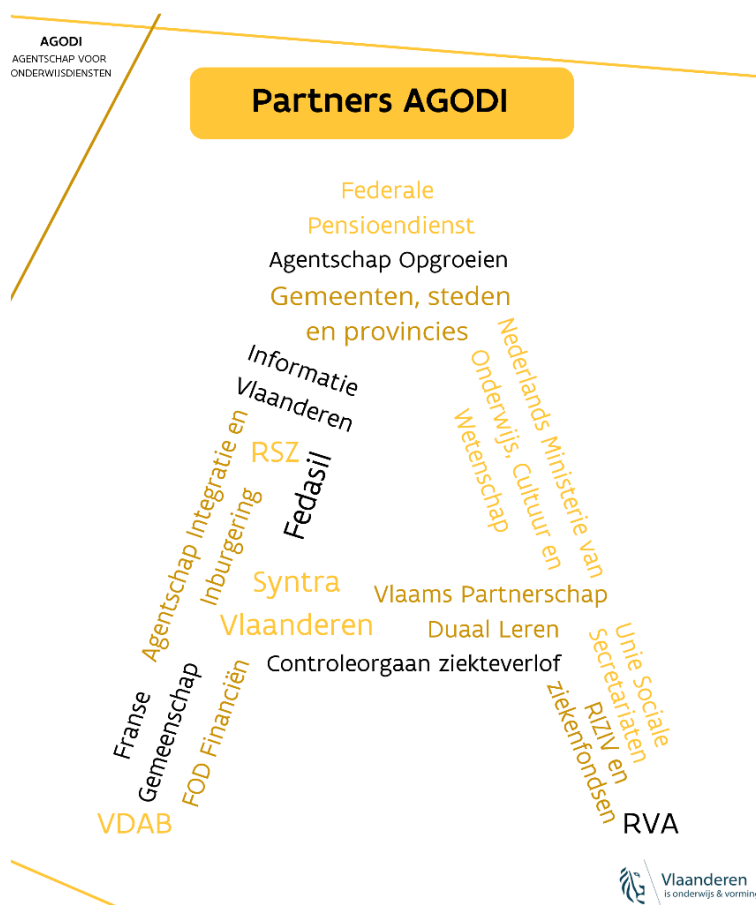 AGODI
AGENTSCHAP VOOR
ONDERWIJSDIENSTEN
Partners AGODI
Federale
Pensioendienst
Agentschap Opgroeien
Gemeenten, steden
en provincies
Informatie
Vlaanderen
Nederlands Ministerie van
Onderwijs, Cultuur en
Wetenschap
Agentschap Integratie en
Inburgering
RSZ
Fedasil
Syntra
Vlaanderen
Vlaams Partnerschap
Duaal Leren
Controleorgaan ziekteverlof
Franse
Gemeenschap
FOD Financiën
Unie Sociale
Secretariaten
RIZIV en
ziekenfondsen
VDAB
RVA
Vlaanderen
is onderwijs & vorming